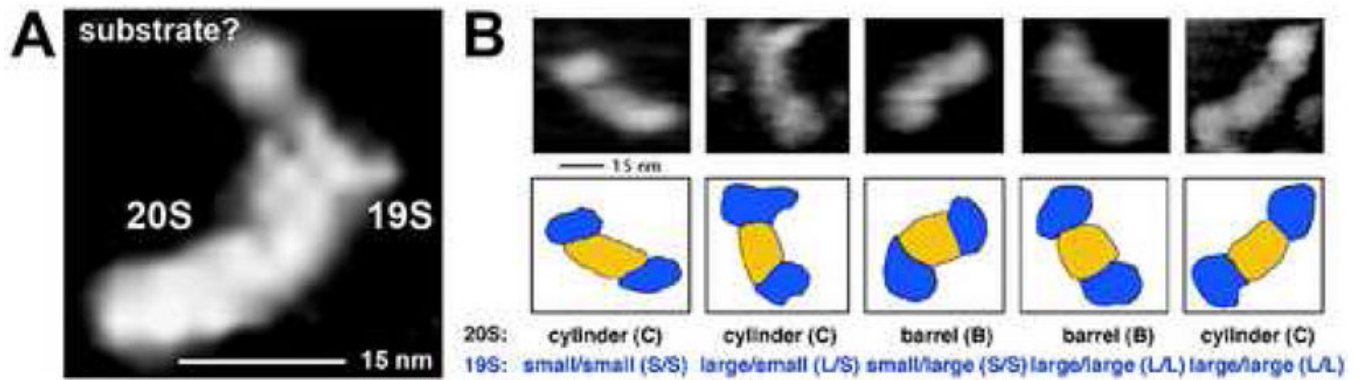 A
substrate?
20S
19S
15 nm
B
15 nm
20S: cylinder (C) cylinder (C) barrel (B) barrel (B) cylinder (C)
19S: small/small (S/S) large/small (L/S) small/large (S/S) large/large (L/L) large/large (L/L)